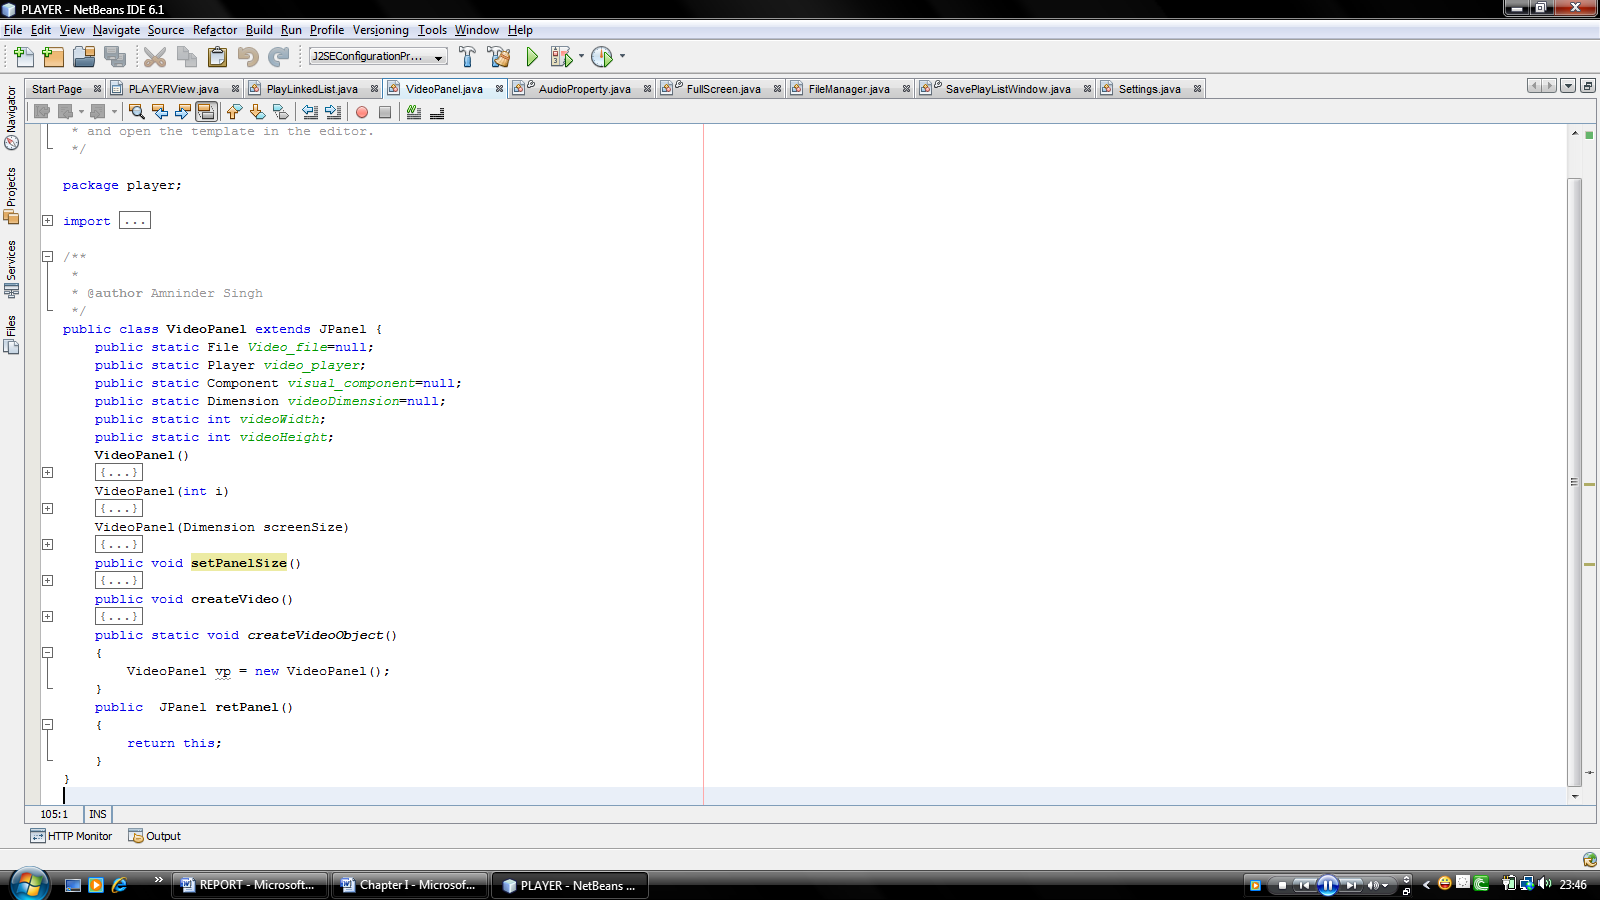 PLAYER - NetBeans IDE 6.1
File Edit View Navigate Source Refactor Build Run Profile Versioning Tools Window Help
J2SEConfigurationPr...
Start Page PLAYERView.java PlayLinkedList.java VideoPanel.java AudioProperty.java FullScreen.java FileManager.java SavePlayListWindow.java Settings.java
Navigator
Projects
Services
Files
* and open the template in the editor.
*/
package player;
import ...
/**
*
* @author Amninder Singh
*/
public class VideoPanel extends JPanel {
public static File Video_file=null;
public static Player video_player;
public static Component visual_component=null;
public static Dimension videoDimension=null;
public static int videoWidth;
public static int videoHeight;
VideoPanel()
{...}
VideoPanel(int i)
{...}
VideoPanel(Dimension screenSize)
{...}
public void setPanelSize()
{...}
public void createVideo()
{...}
public static void createVideoObject()
{
VideoPanel vp = new VideoPanel();
}
public  JPanel retPanel()
{
return this;
}
}
105:1 INS
HTTP Monitor Output
» REPORT - Microsoft... Chapter I - Microsof... PLAYER - NetBeans ... 23:46